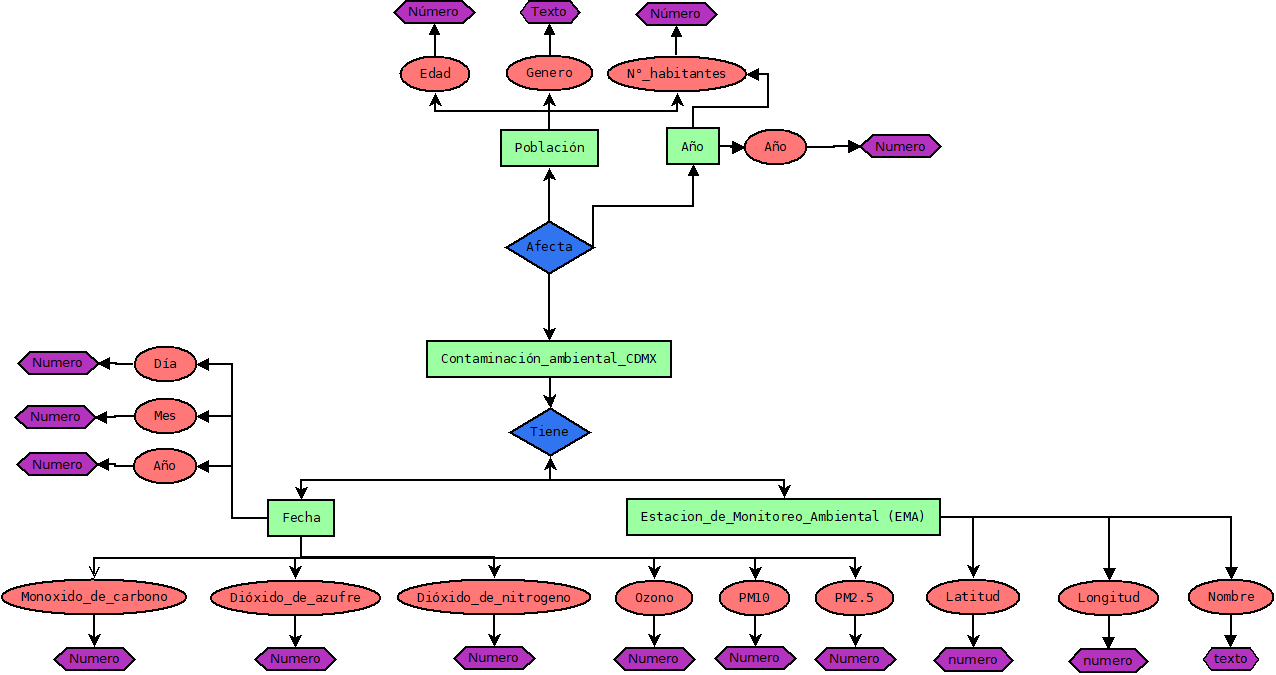 Número
Texto
Número
Edad
Genero
N°_habitantes
Población
Año
Año
Numero
Afecta
Contaminación_ambiental_CDMX
Numero
Día
Numero
Mes
Tiene
Numero
Año
Fecha
Estacion_de_Monitoreo_Ambiental (EMA)
Monoxido_de_carbono
Dióxido_de_azufre
Dióxido_de_nitrogeno
Ozono
PM10
PM2.5
Latitud
Longitud
Nombre
Numero
Numero
Numero
Numero
Numero
Numero
numero
numero
texto